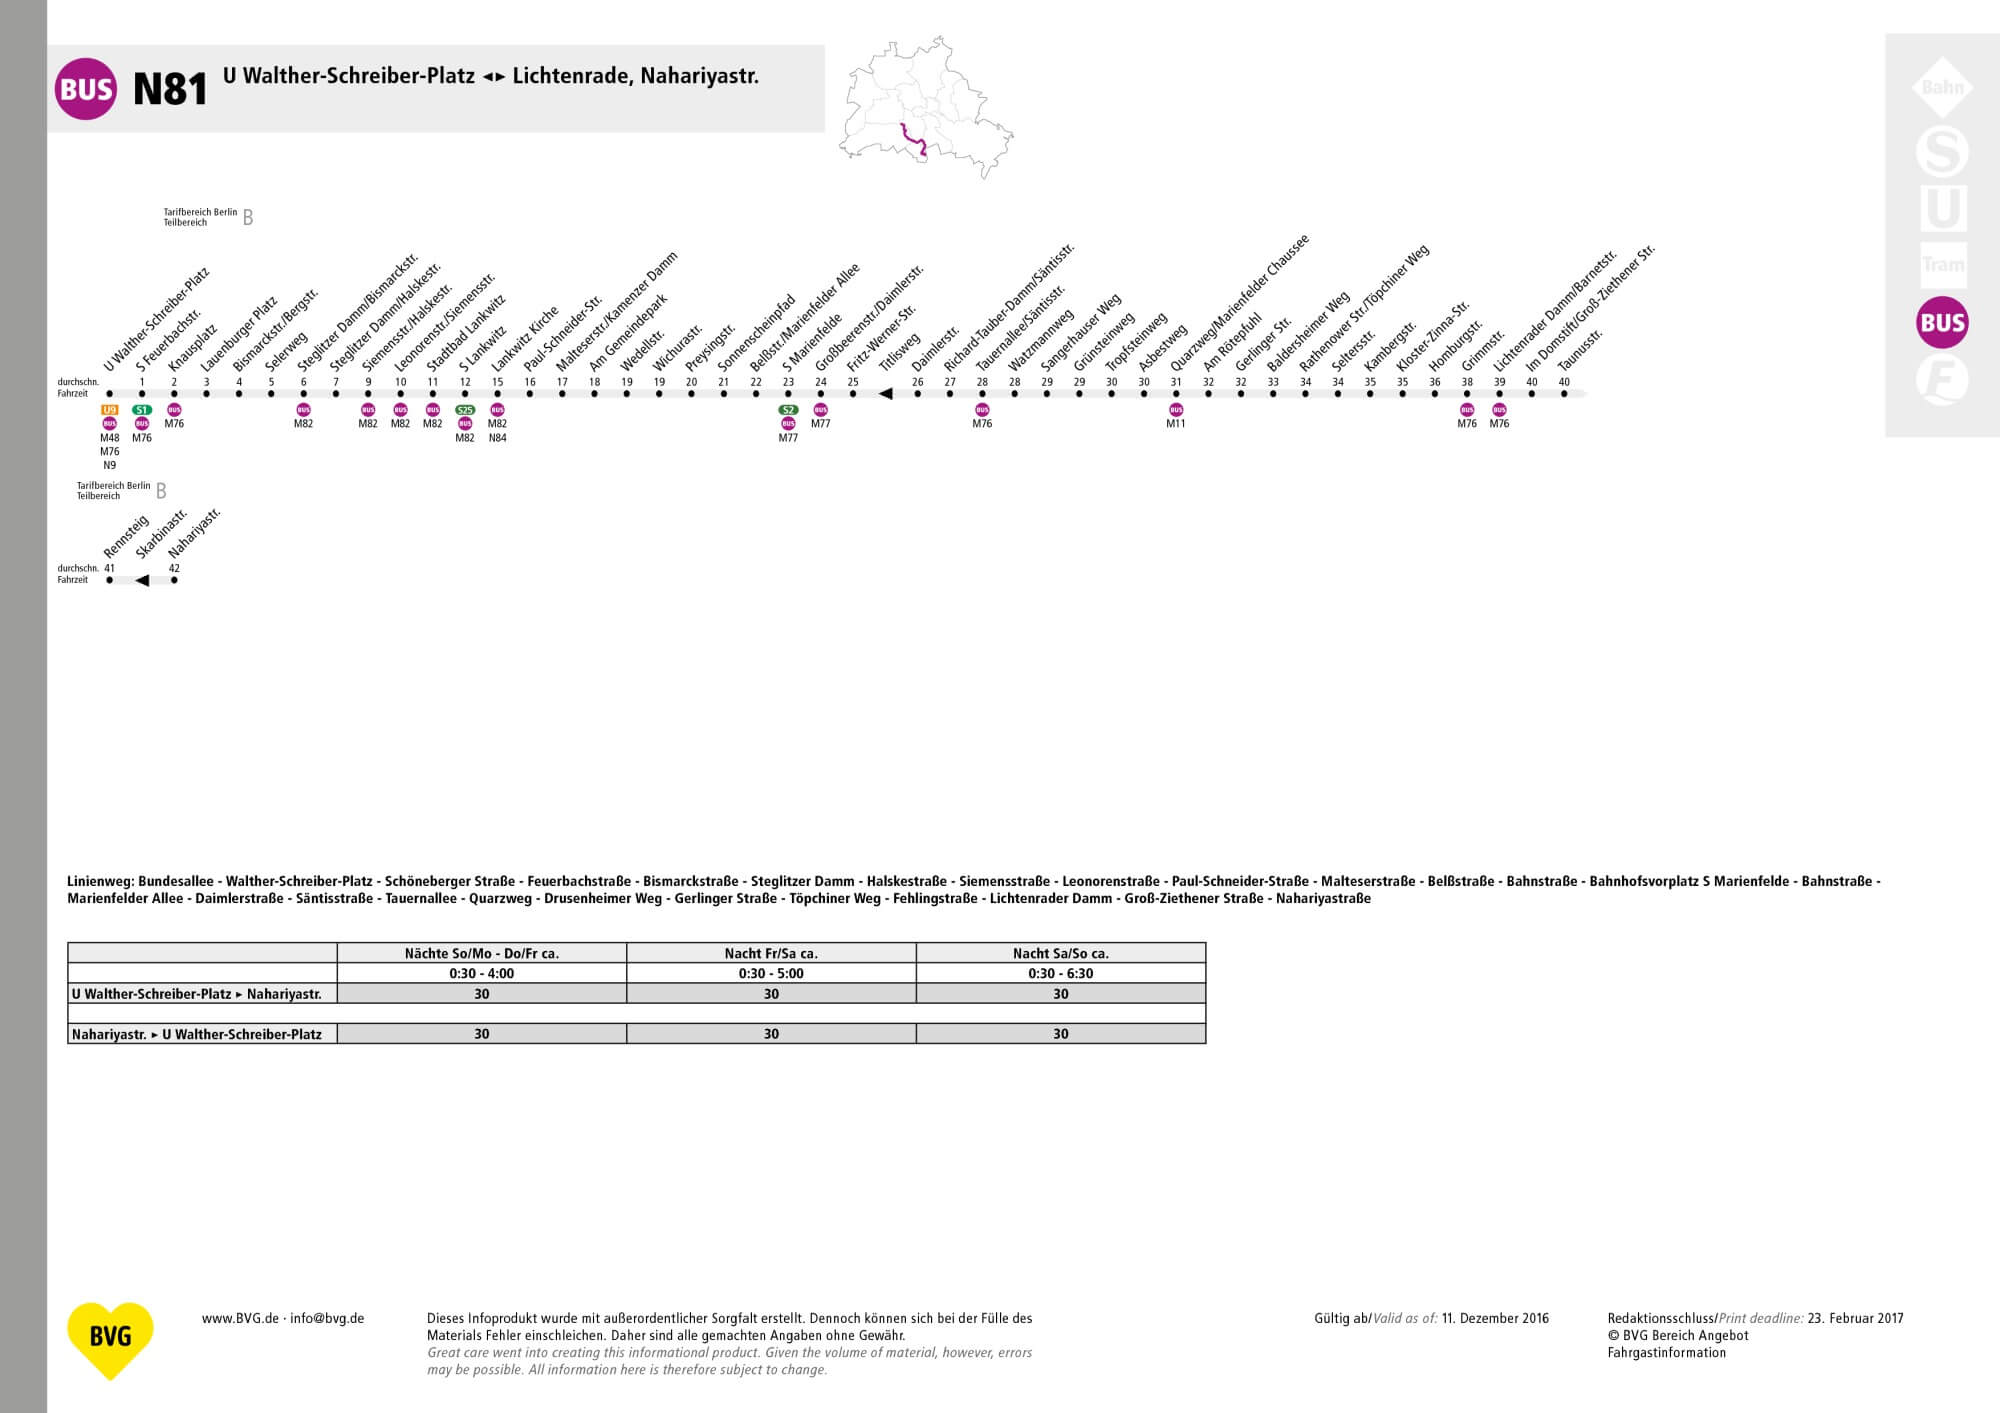 BUS N81 U Walther-Schreiber-Platz ◄► Lichtenrade, Nahariyastr.
Bahn
S
U
Tram
BUS
F
Tarifbereich Berlin B
Teilbereich
U Walther-Schreiber-Platz
S Feuerbachstr.
Knausplatz
Lauenburger Platz
Bismarckstr./Bergstr.
Selerweg
Steglitzer Damm/Bismarckstr.
Steglitzer Damm/Halskestr.
Siemensstr./Halskestr.
Leonorenstr./Siemensstr.
Stadtbad Lankwitz
S Lankwitz
Lankwitz Kirche
Paul-Schneider-Str.
Malteserstr./Kamenzer Damm
Am Gemeindepark
Wedellstr.
Wichurastr.
Preysingstr.
Sonnenscheinpfad
Belßstr./Marienfelder Allee
S Marienfelde
Großbeerenstr./Daimlerstr.
Fritz-Werner-Str.
Titlisweg
Daimlerstr.
Richard-Tauber-Damm/Säntisstr.
Tauernallee/Säntisstr.
Watzmannweg
Sangerhauser Weg
Grünsteinweg
Tropfsteinweg
Asbestweg
Quarzweg/Marienfelder Chaussee
Am Rötepfuhl
Gerlinger Str.
Baldersheimer Weg
Rathenower Str./Töpchiner Weg
Seltersstr.
Kambergstr.
Kloster-Zinna-Str.
Homburgstr.
Grimmstr.
Lichtenrader Damm/Barnetstr.
Im Domstift/Groß-Ziethener Str.
Taunusstr.
durchschn. 1 2 3 4 5 6 7 9 10 11 12 15 16 17 18 19 19 20 21 22 23 24 25 26 27 28 28 29 29 30 30 31 32 32 33 34 34 35 35 36 38 39 40 40
Fahrzeit
U9 S1 BUS BUS BUS BUS BUS S25 BUS S2 BUS BUS BUS BUS BUS
BUS BUS M76 M82 M82 M82 M82 BUS M82 BUS M77 M76 M11 M76 M76
M48 M76 M82 N84 M77
M76
N9
Tarifbereich Berlin B
Teilbereich
Rennsteig
Skarbinastr.
Nahariyastr.
durchschn. 41 42
Fahrzeit
Linienweg: Bundesallee - Walther-Schreiber-Platz - Schöneberger Straße - Feuerbachstraße - Bismarckstraße - Steglitzer Damm - Halskestraße - Siemensstraße - Leonorenstraße - Paul-Schneider-Straße - Malteserstraße - Belßstraße - Bahnstraße - Bahnhofsvorplatz S Marienfelde - Bahnstraße -
Marienfelder Allee - Daimlerstraße - Säntisstraße - Tauernallee - Quarzweg - Drusenheimer Weg - Gerlinger Straße - Töpchiner Weg - Fehlingstraße - Lichtenrader Damm - Groß-Ziethener Straße - Nahariyastraße
Nächte So/Mo - Do/Fr ca. Nacht Fr/Sa ca. Nacht Sa/So ca.
0:30 - 4:00 0:30 - 5:00 0:30 - 6:30
U Walther-Schreiber-Platz ► Nahariyastr. 30 30 30
Nahariyastr. ► U Walther-Schreiber-Platz 30 30 30
BVG
www.BVG.de · info@bvg.de
Dieses Infoprodukt wurde mit außerordentlicher Sorgfalt erstellt. Dennoch können sich bei der Fülle des
Materials Fehler einschleichen. Daher sind alle gemachten Angaben ohne Gewähr.
Great care went into creating this informational product. Given the volume of material, however, errors
may be possible. All information here is therefore subject to change.
Gültig ab/Valid as of: 11. Dezember 2016
Redaktionsschluss/Print deadline: 23. Februar 2017
© BVG Bereich Angebot
Fahrgastinformation